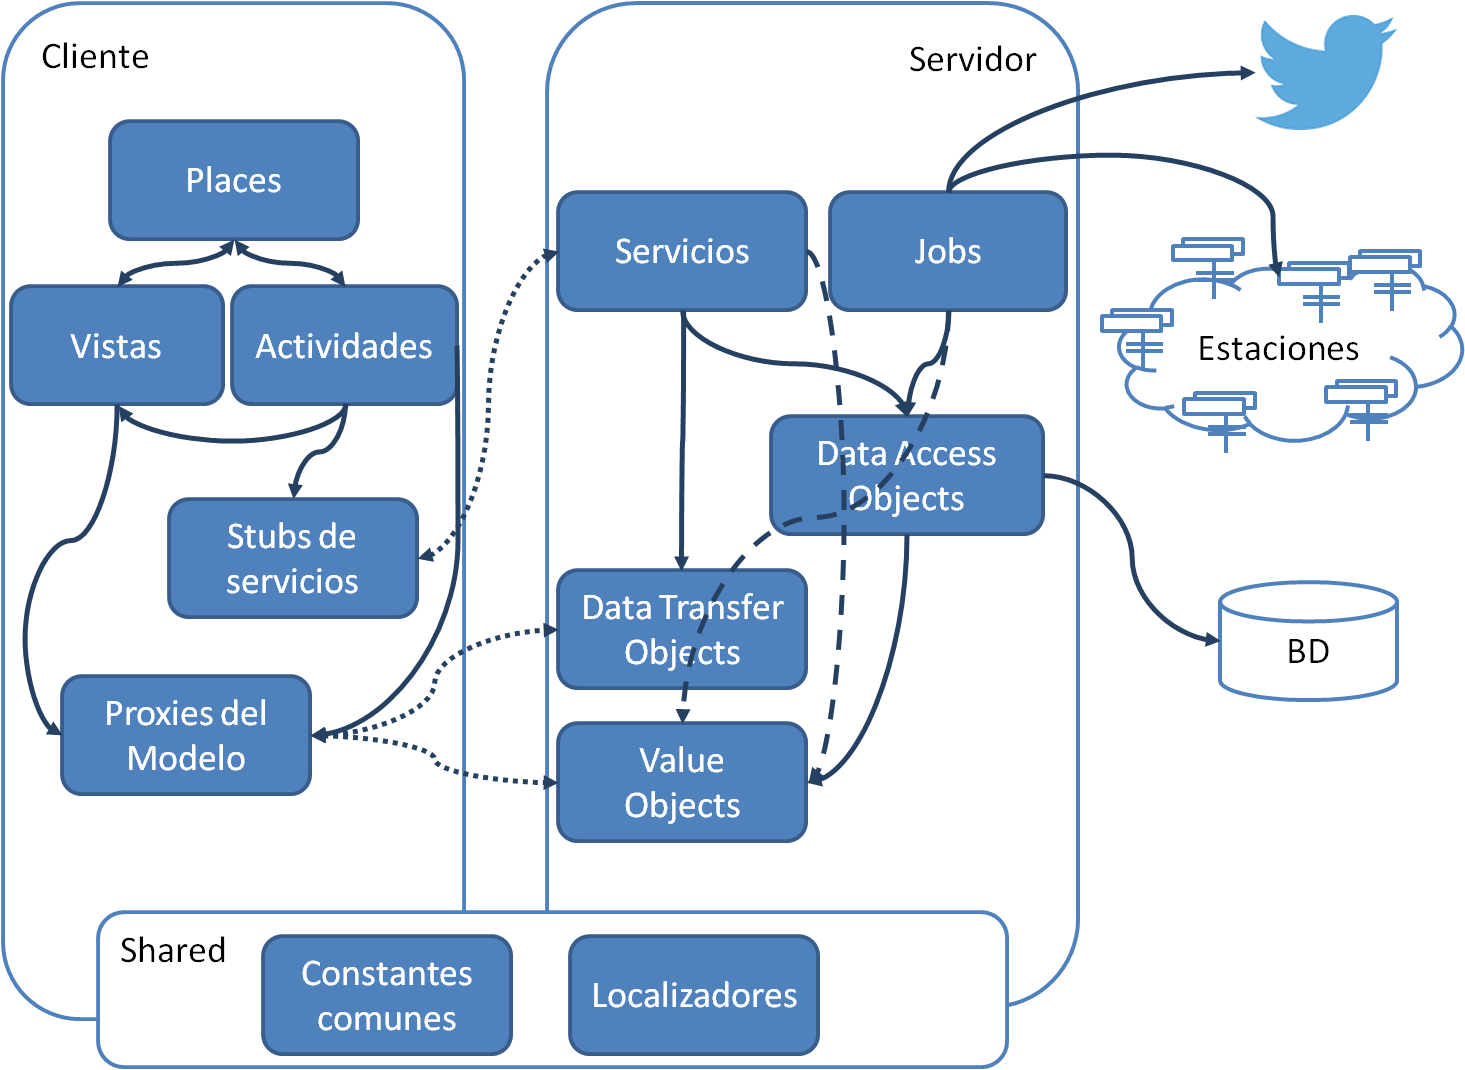 Cliente
Servidor
Places
Servicios
Jobs
Vistas
Actividades
Estaciones
Data Access
Objects
Stubs de
servicios
Data Transfer
Objects
BD
Proxies del
Modelo
Value
Objects
Shared
Constantes
comunes
Localizadores